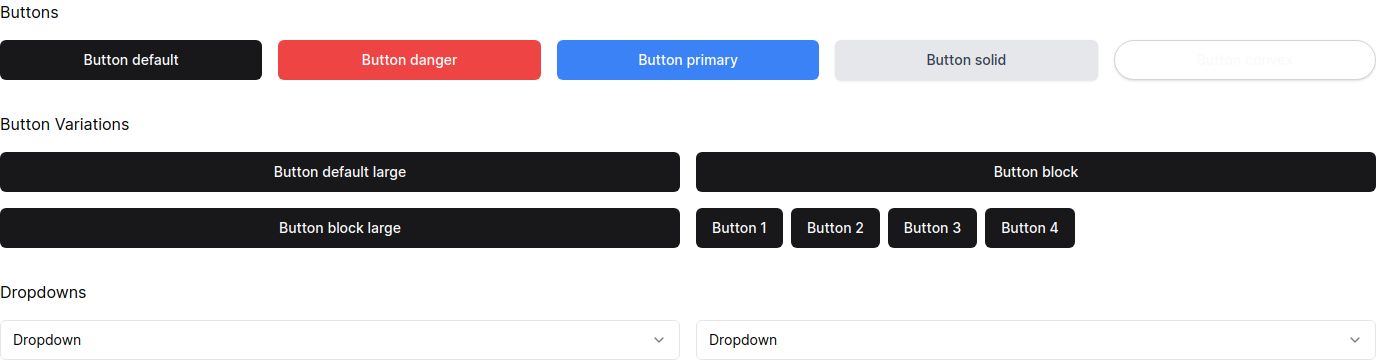 Buttons
Button default
Button danger
Button primary
Button solid
Button convex
Button Variations
Button default large
Button block
Button block large
Button 1
Button 2
Button 3
Button 4
Dropdowns
Dropdown
Dropdown